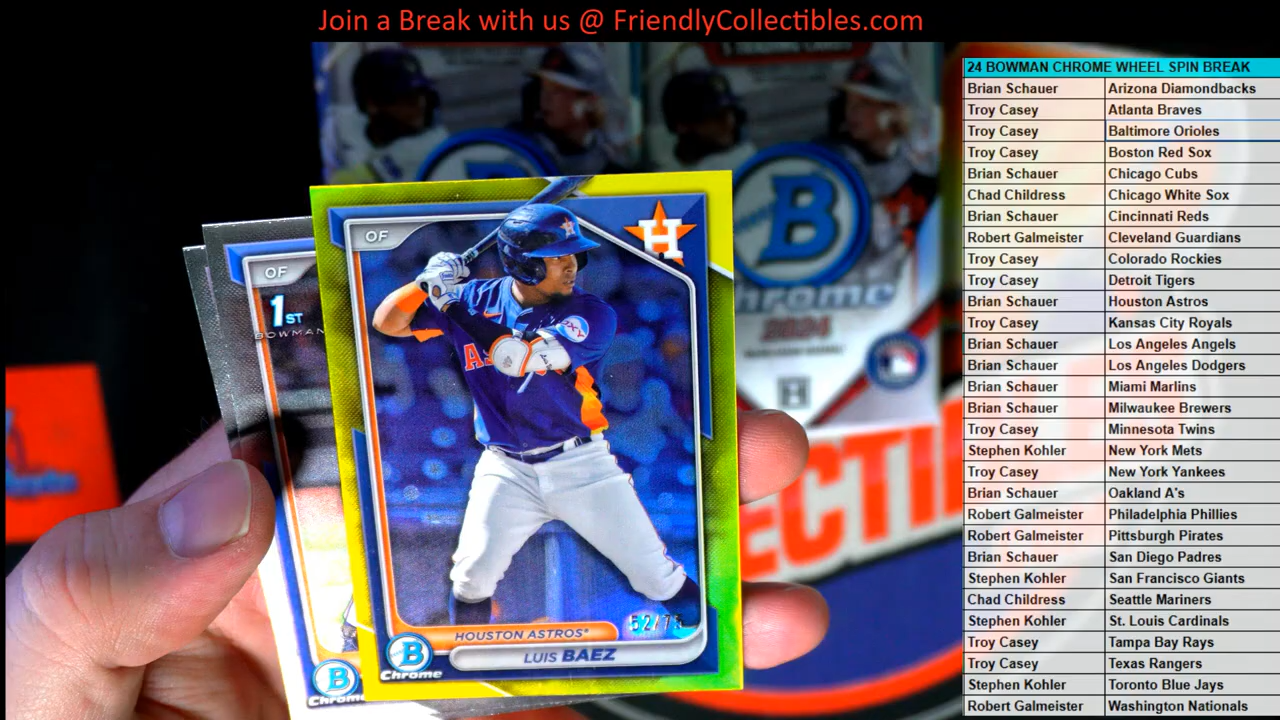 Join a Break with us @ FriendlyCollectibles.com
24 BOWMAN CHROME WHEEL SPIN BREAK
Brian Schauer Arizona Diamondbacks
Troy Casey Atlanta Braves
Troy Casey Baltimore Orioles
Troy Casey Boston Red Sox
Brian Schauer Chicago Cubs
Chad Childress Chicago White Sox
Brian Schauer Cincinnati Reds
Robert Galmeister Cleveland Guardians
Troy Casey Colorado Rockies
Troy Casey Detroit Tigers
Brian Schauer Houston Astros
Troy Casey Kansas City Royals
Brian Schauer Los Angeles Angels
Brian Schauer Los Angeles Dodgers
Brian Schauer Miami Marlins
Brian Schauer Milwaukee Brewers
Troy Casey Minnesota Twins
Stephen Kohler New York Mets
Troy Casey New York Yankees
Brian Schauer Oakland A's
Robert Galmeister Philadelphia Phillies
Robert Galmeister Pittsburgh Pirates
Brian Schauer San Diego Padres
Stephen Kohler San Francisco Giants
Chad Childress Seattle Mariners
Stephen Kohler St. Louis Cardinals
Troy Casey Tampa Bay Rays
Troy Casey Texas Rangers
Stephen Kohler Toronto Blue Jays
Robert Galmeister Washington Nationals
OF
H
HOUSTON ASTROS
LUIS BAEZ
B
Chrome
OF
1ST
BOWMAN
B
Chrome
B
hrome
2024
ECTI